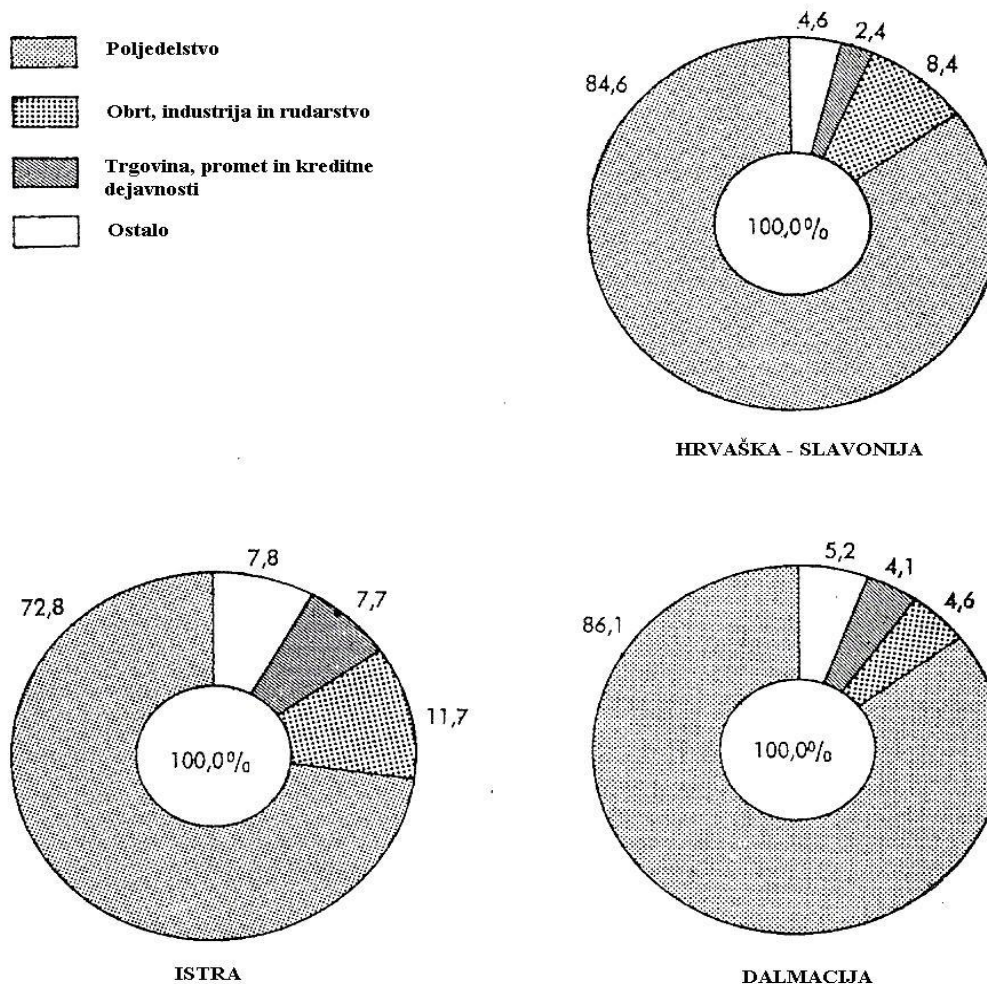 Poljedelstvo
Obrt, industrija in rudarstvo
Trgovina, promet in kreditne
dejavnosti
Ostalo
4,6
2,4
8,4
84,6
100,0%
HRVAŠKA - SLAVONIJA
7,8
7,7
72,8
11,7
100,0%
ISTRA
5,2
4,1
4,6
86,1
100,0%
DALMACIJA